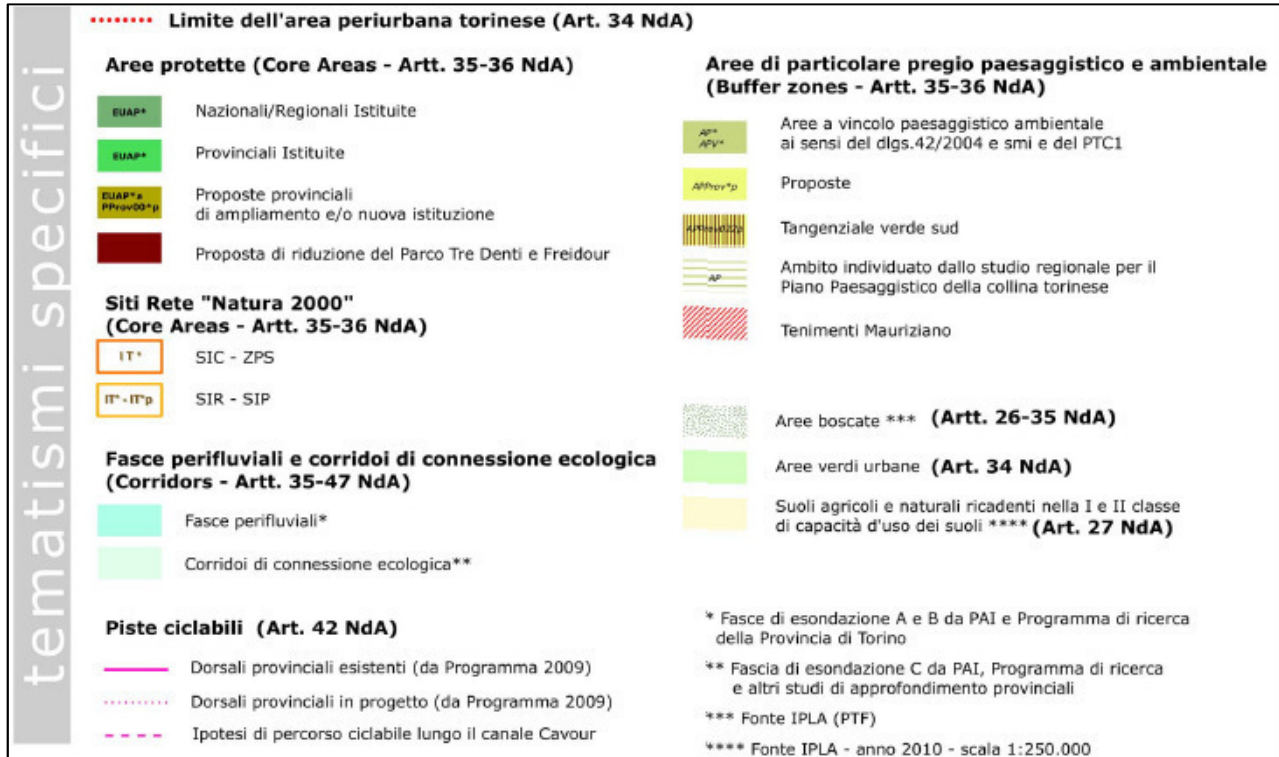 tematismi specifici
Limite dell'area periurbana torinese (Art. 34 NdA)
Aree protette (Core Areas - Artt. 35-36 NdA)
EUAP*
Nazionali/Regionali Istituite
EUAP*
Provinciali Istituite
EUAP*a
PProv00*p
Proposte provinciali
di ampliamento e/o nuova istituzione
Proposta di riduzione del Parco Tre Denti e Freidour
Siti Rete "Natura 2000"
(Core Areas - Artt. 35-36 NdA)
IT*
SIC - ZPS
IT* - IT*p
SIR - SIP
Fasce perifluviali e corridoi di connessione ecologica
(Corridors - Artt. 35-47 NdA)
Fasce perifluviali*
Corridoi di connessione ecologica**
Piste ciclabili (Art. 42 NdA)
Dorsali provinciali esistenti (da Programma 2009)
Dorsali provinciali in progetto (da Programma 2009)
Ipotesi di percorso ciclabile lungo il canale Cavour
Aree di particolare pregio paesaggistico e ambientale
(Buffer zones - Artt. 35-36 NdA)
AP*
APV*
Aree a vincolo paesaggistico ambientale
ai sensi del dlgs.42/2004 e smi e del PTC1
APProv*p
Proposte
Tangenziale verde sud
AP
Ambito individuato dallo studio regionale per il
Piano Paesaggistico della collina torinese
Tenimenti Mauriziano
Aree boscate *** (Artt. 26-35 NdA)
Aree verdi urbane (Art. 34 NdA)
Suoli agricoli e naturali ricadenti nella I e II classe
di capacità d'uso dei suoli **** (Art. 27 NdA)
* Fasce di esondazione A e B da PAI e Programma di ricerca
della Provincia di Torino
** Fascia di esondazione C da PAI, Programma di ricerca
e altri studi di approfondimento provinciali
*** Fonte IPLA (PTF)
**** Fonte IPLA - anno 2010 - scala 1:250.000